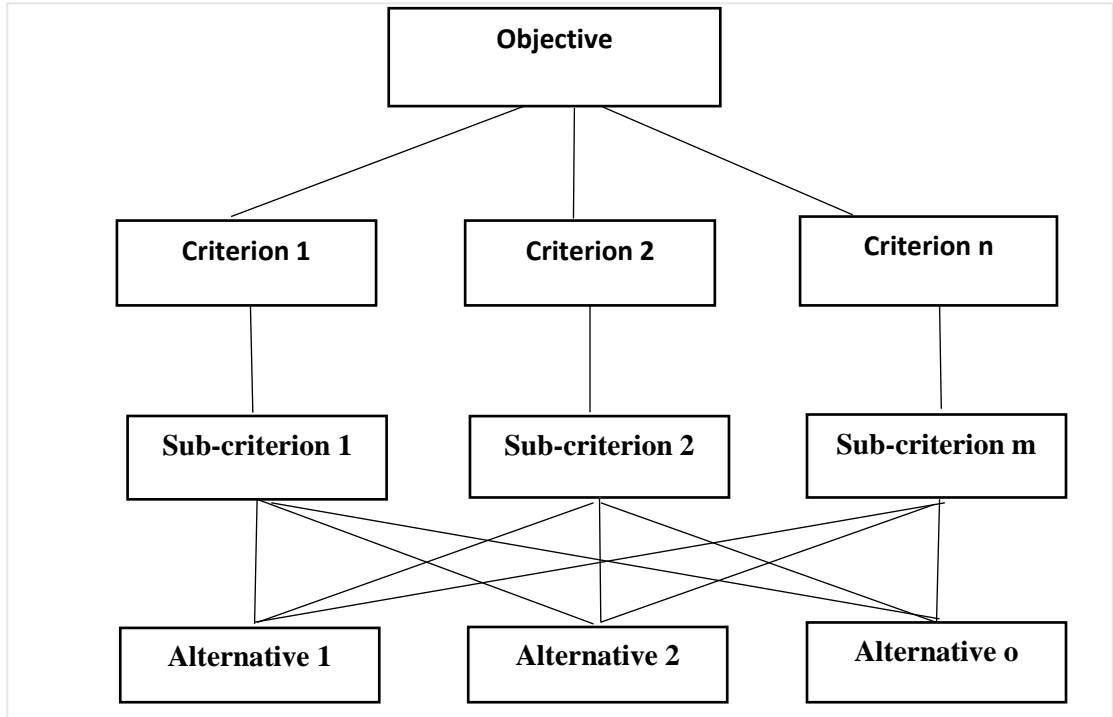 Objective
Criterion 1
Criterion 2
Criterion n
Sub-criterion 1
Sub-criterion 2
Sub-criterion m
Alternative 1
Alternative 2
Alternative o